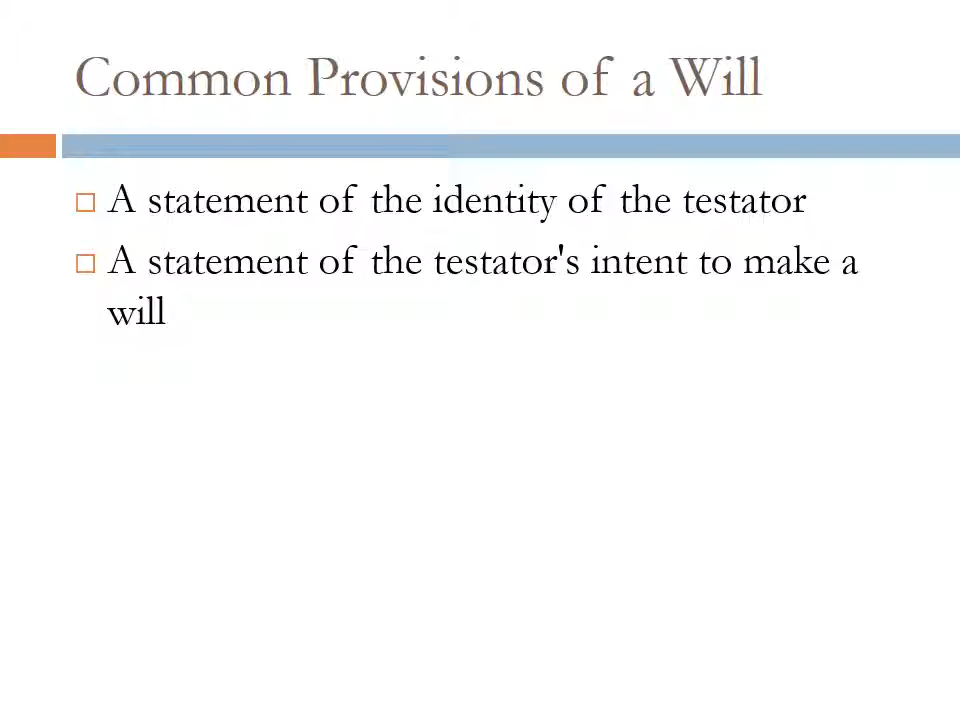 Common Provisions of a Will
A statement of the identity of the testator
A statement of the testator's intent to make a
will